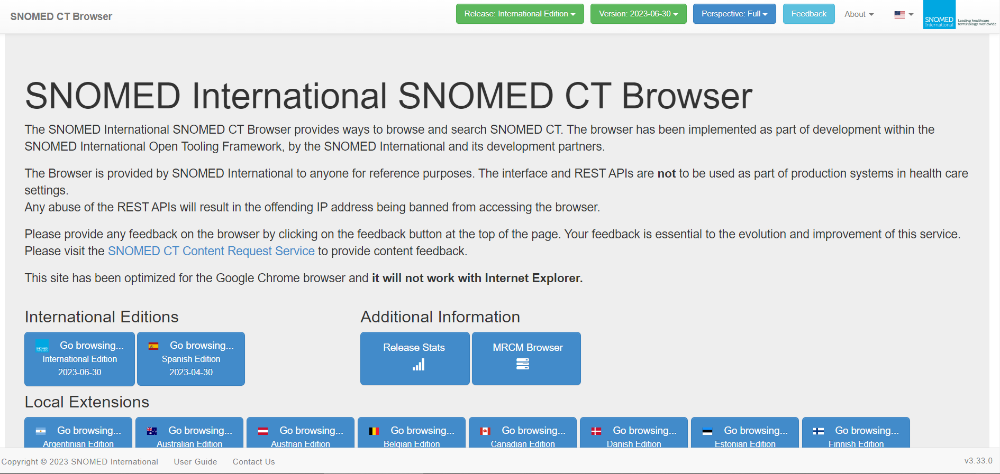 SNOMED CT Browser
Release: International Edition
Version: 2023-06-30
Perspective: Full
Feedback
About
SNOMED
International
Leading healthcare
terminology, worldwide
SNOMED International SNOMED CT Browser
The SNOMED International SNOMED CT Browser provides ways to browse and search SNOMED CT. The browser has been implemented as part of development within the
SNOMED International Open Tooling Framework, by the SNOMED International and its development partners.
The Browser is provided by SNOMED International to anyone for reference purposes. The interface and REST APIs are not to be used as part of production systems in health care
settings.
Any abuse of the REST APIs will result in the offending IP address being banned from accessing the browser.
Please provide any feedback on the browser by clicking on the feedback button at the top of the page. Your feedback is essential to the evolution and improvement of this service.
Please visit the SNOMED CT Content Request Service to provide content feedback.
This site has been optimized for the Google Chrome browser and it will not work with Internet Explorer.
International Editions
SNOMED
International
Go browsing...
International Edition
2023-06-30
Go browsing...
Spanish Edition
2023-04-30
Additional Information
Release Stats
MRCM Browser
Local Extensions
Go browsing...
Argentinian Edition
Go browsing...
Australian Edition
Go browsing...
Austrian Edition
Go browsing...
Belgian Edition
Go browsing...
Canadian Edition
Go browsing...
Danish Edition
Go browsing...
Estonian Edition
Go browsing...
Finnish Edition
Copyright © 2023 SNOMED International
User Guide
Contact Us
v3.33.0